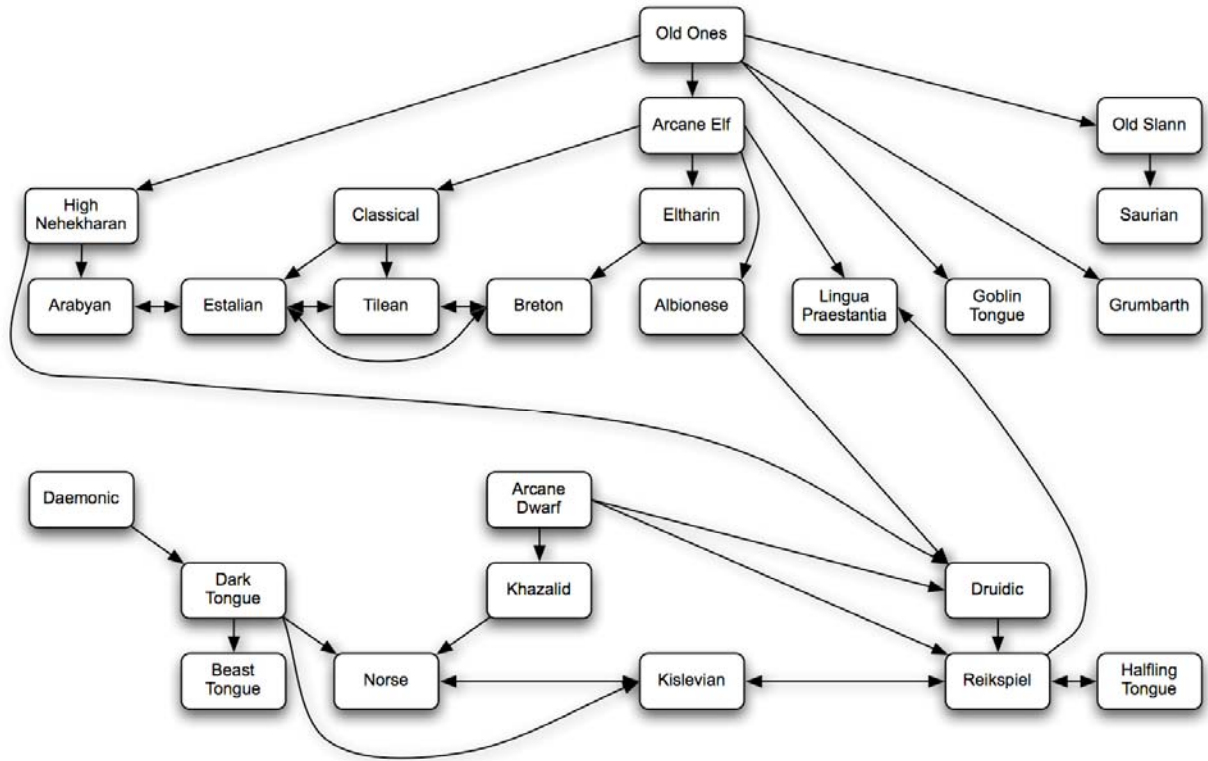 Old Ones
Arcane Elf
Old Slann
High
Nehekharan
Classical
Eltharin
Saurian
Arabyan
Estalian
Tilean
Breton
Albionese
Lingua
Praestantia
Goblin
Tongue
Grumbarth
Daemonic
Arcane
Dwarf
Dark
Tongue
Khazalid
Druidic
Beast
Tongue
Norse
Kislevian
Reikspiel
Halfling
Tongue